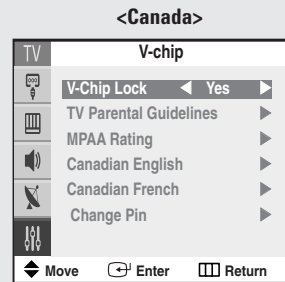 <Canada>
TV V-chip
V-Chip Lock Yes
TV Parental Guidelines
MPAA Rating
Canadian English
Canadian French
Change Pin
Move Enter Return